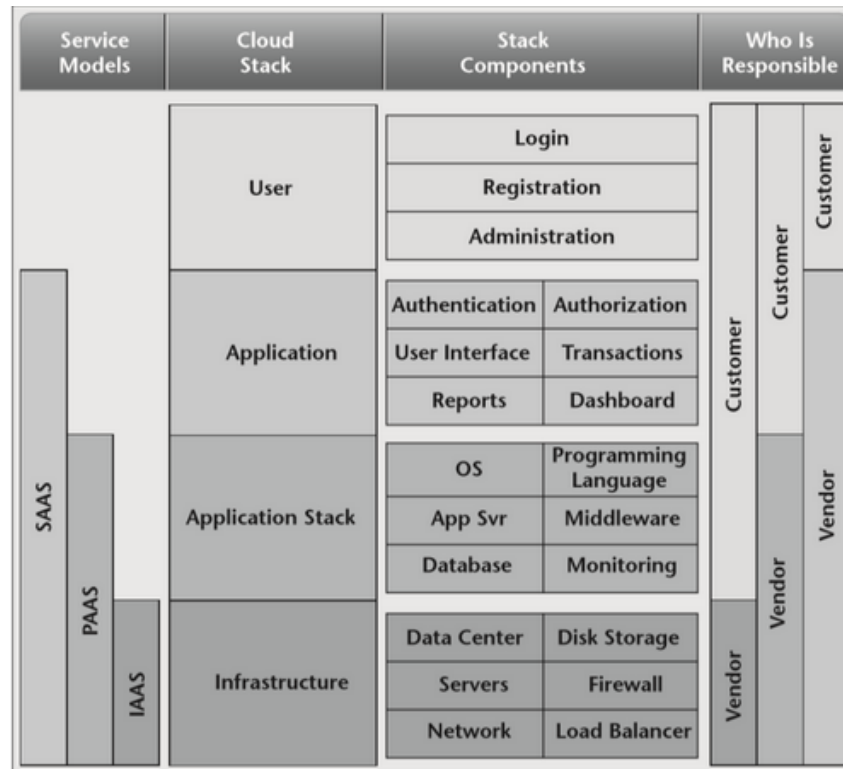 Service Models
Cloud Stack
Stack Components
Who Is Responsible
User
Login
Registration
Administration
Customer
Customer
Customer
Application
Authentication
Authorization
User Interface
Transactions
Reports
Dashboard
SAAS
Application Stack
OS
Programming Language
App Svr
Middleware
Database
Monitoring
Vendor
PAAS
Vendor
IAAS
Infrastructure
Data Center
Disk Storage
Servers
Firewall
Network
Load Balancer
Vendor